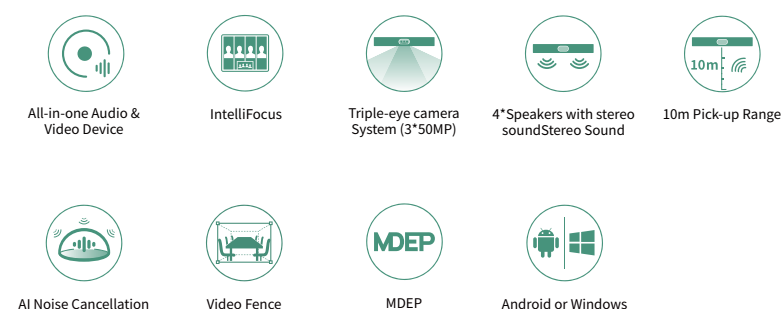 10m
All-in-one Audio &
Video Device
IntelliFocus
Triple-eye camera
System (3*50MP)
4*Speakers with stereo
soundStereo Sound
10m Pick-up Range
MDEP
AI Noise Cancellation
Video Fence
MDEP
Android or Windows